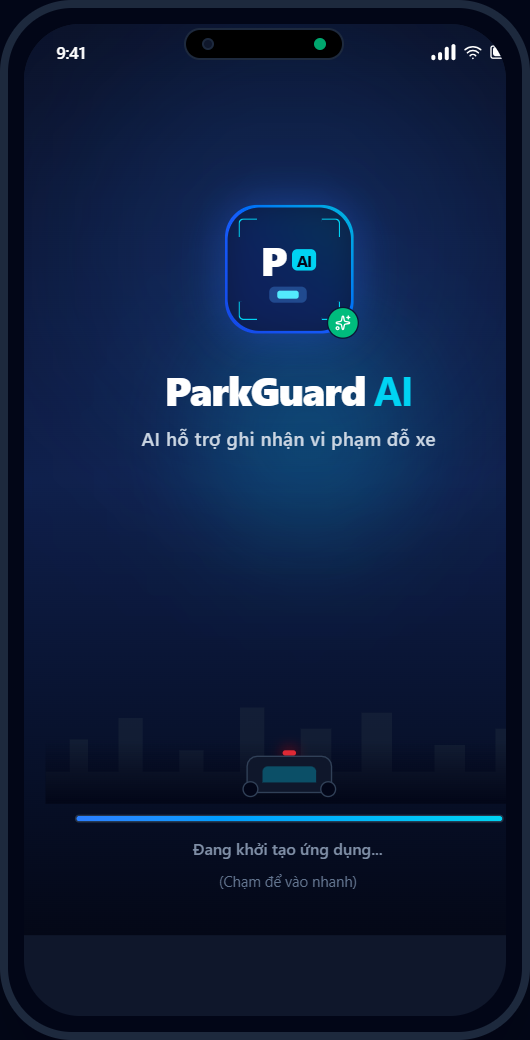 9:41
P AI
ParkGuard AI
AI hỗ trợ ghi nhận vi phạm đỗ xe
Đang khởi tạo ứng dụng...
(Chạm để vào nhanh)